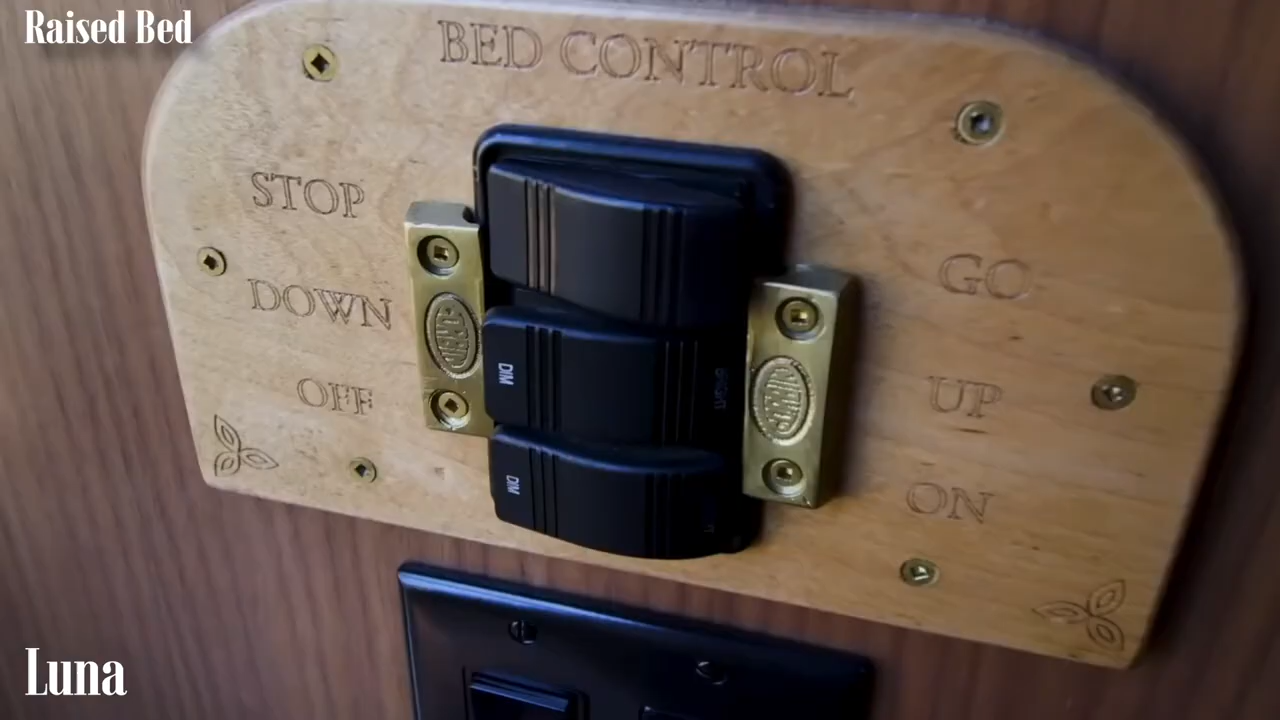 Raised Bed
BED CONTROL
STOP
GO
DOWN
UP
OFF
ON
DIM
DIM
Luna